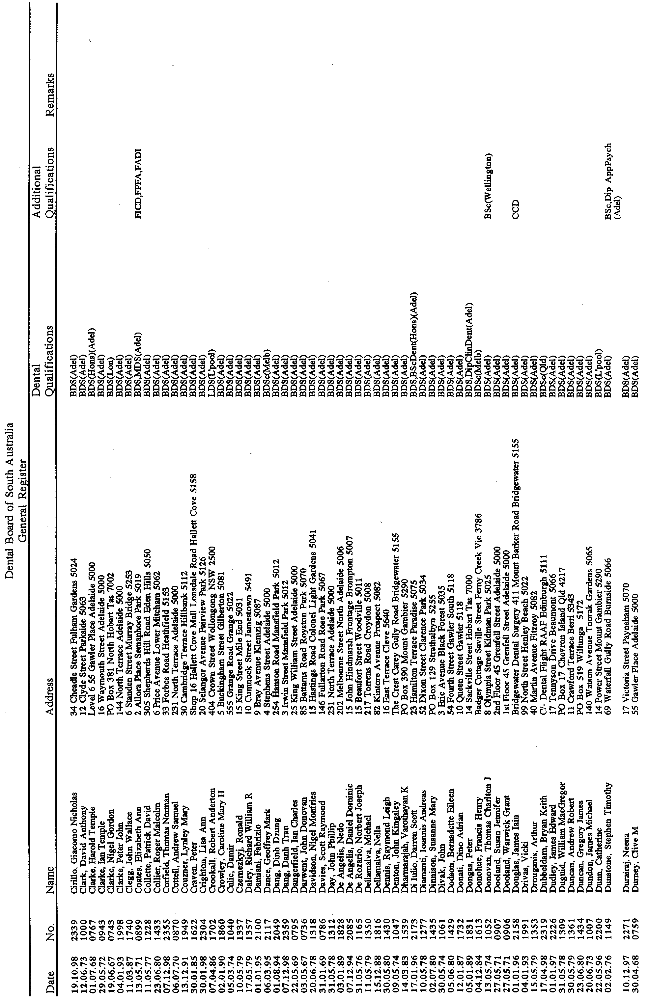 Dental Board of South Australia
General Register
Dental Additional
Date No. Name Address Qualifications Qualifications Remarks
19.10.98 2339 Cirillo, Giacomo Nicholas 34 Cheadle Street Fulham Gardens 5024 BDS(Adel)
12.06.73 1000 Clark, David Anthony 12 Clyde Street Parkside 5063 BDS(Adel)
01.07.68 0767 Clarke, Harold Temple Level 6 55 Gawler Place Adelaide 5000 BDS(Hons)(Adel)
29.05.72 0943 Clarke, Ian Temple 16 Waymouth Street Adelaide 5000 BDS(Adel)
19.06.67 0743 Clarke, Nigel Gordon PO Box 381 North Hobart Tas 7002 BDS(Lon)
04.01.93 1998 Clarke, Peter John 144 North Terrace Adelaide 5000 BDS(Adel)
11.03.87 1740 Clegg, John Wallace 6 Standen Street Murray Bridge 5253 BDS(Adel)
13.05.71 0899 Coates, Elizabeth Ann 2 Allora Place Semaphore Park 5019 BDS,MDS(Adel) FICD,FPFA,FADI
11.05.77 1228 Collette, Patrick David 305 Shepherds Hill Road Eden Hills 5050 BDS(Adel)
23.06.80 1433 Collier, Roger Malcolm 6 Price Avenue Lower Mitcham 5062 BDS(Adel)
07.12.98 2355 Corfield, Thomas Norman 33 Forbes Road Heathfield 5153 BDS(Adel)
06.07.70 0870 Cottell, Andrew Samuel 231 North Terrace Adelaide 5000 BDS(Adel)
13.12.91 1949 Couzner, Lynley Mary 30 Cambridge Terrace Hillbank 5112 BDS(Adel)
30.01.85 1622 Craven, Peter Shop 16 Hallett Cove Mall Lonsdale Road Hallett Cove 5158 BDS(Adel)
30.01.98 2304 Crighton, Lisa Ann 20 Selangor Avenue Fairview Park 5126 BDS(Adel)
07.04.86 1702 Crookall, Robert Anderton 404 Crown Street Wollongong NSW 2500 LDS(L'pool)
02.01.90 1860 Crowley, Caroline Mary H 5 Buckingham Street Gilberton 5081 BDS(Adel)
05.03.74 1040 Culic, Damir 555 Grange Road Grange 5022 BDS(Adel)
10.05.79 1337 Czernezkyj, Ronald 15 King Street Mile End 5031 BDS(Adel)
17.05.79 1357 Daley, Richard William R 10 Cumnock Street Jamestown 5491 BDS(Adel)
01.01.95 2100 Damiani, Fabrizio 9 Bray Avenue Klemzig 5087 BDS(Adel)
06.03.95 2117 Dance, Geoffrey Mark 4 Stephens Street Adelaide 5000 BDSc(Melb)
01.08.94 2049 Dang, Dinh Dzung 254 Hanson Road Mansfield Park 5012 BDS(Adel)
07.12.98 2359 Dang, Danh Tran 3 Irwin Street Mansfield Park 5012 BDS(Adel)
22.05.69 0795 Dangerfield, Ian Charles 25 King William Street Adelaide 5000 BDS(Adel)
03.05.67 0736 Darwent, John Donovan 85 Battams Road Royston Park 5070 BDS(Adel)
20.06.78 1318 Davidson, Nigel Monfries 15 Hastings Road Colonel Light Gardens 5041 BDS(Adel)
31.01.69 0786 Davies, Scott Raymond 146 Fullarton Road Rose Park 5067 BDS(Adel)
31.05.78 1312 Day, John Phillip 231 North Terrace Adelaide 5000 BDS(Adel)
03.01.89 1828 De Angelis, Nedo 202 Melbourne Street North Adelaide 5006 BDS(Adel)
07.12.94 2085 De Angelis, Daniel Dominic 15 John Hindmarsh Frontage Brompton 5007 BDS(Adel)
31.05.76 1165 De Rozario, Norbert Joseph 15 Beaufort Street Woodville 5011 BDS(Adel)
11.05.79 1350 Dellamalva, Michael 217 Torrens Road Croydon 5008 BDS(Adel)
15.12.88 1816 Dellamalva, Nella 82 Kintore Avenue Prospect 5082 BDS(Adel)
30.05.80 1430 Dennis, Raymond Leigh 16 East Terrace Cleve 5640 BDS(Adel)
09.05.74 1047 Denton, John Kingsley The Crest Carey Gully Road Bridgewater 5155 BDS(Adel)
14.03.83 1539 Dharmarajah, Varothayan K PO Box 390 Mount Gambier 5290 BDS(Adel)
17.01.96 2173 Di Iulio, Darren Scott 23 Hamilton Terrace Paradise 5075 BDS,BScDent(Hons)(Adel)
10.05.78 1277 Diamanti, Ioannis Andreas 52 Dixon Street Clarence Park 5034 BDS(Adel)
02.07.80 1435 Dinnison, Susanne Mary PO Box 129 Strathalbyn 5255 BDS(Adel)
30.05.74 1061 Divak, John 3 Eric Avenue Black Forest 5035 BDS(Adel)
05.06.80 1429 Dodson, Bernadette Eileen 54 Fourth Street Gawler South 5118 BDS(Adel)
12.01.87 1732 Donati, Dino Adrian 10 Queen Street Gawler 5118 BDS(Adel)
05.01.89 1831 Dongas, Peter 14 Sackville Street Hobart Tas 7000 BDS,DipClinDent(Adel)
04.12.84 1613 Donohue, Francis Henry Badger Cottage Saville Street Ferny Creek Vic 3786 BDSc(Melb)
13.05.74 1052 Donovan, Thomas Charlton J 8 Olympia Street Kidman Park 5025 BDS(Adel) BSc(Wellington)
27.05.71 0907 Dooland, Susan Jennifer 2nd Floor 45 Grenfell Street Adelaide 5000 BDS(Adel)
27.05.71 0906 Dooland, Warwick Grant 1st Floor 45 Grenfell Street Adelaide 5000 BDS(Adel)
01.01.96 2158 Douglas, James Iain Bridgewater Dental Surgery 411 Mount Barker Road Bridgewater 5155 BDS(Adel) CCD
04.01.93 1991 Drivas, Vicki 99 North Street Henley Beach 5022 BDS(Adel)
15.05.79 1353 Drouganis, Arthur 40 Martin Avenue Fitzroy 5082 BDS(Adel)
17.04.98 2319 Dubbeldam, Bryan Keith C/- Dental Flight RAAF Edinburgh 5111 BDSc(Qld)
01.01.97 2226 Dudley, James Edward 17 Tennyson Drive Beaumont 5066 BDS(Adel)
31.05.78 1309 Duguid, William MacGregor PO Box 17 Chevron Island Qld 4217 BDS(Adel)
30.05.79 1361 Duncan, Andrew Robert 11 Crawford Terrace Berri 5343 BDS(Adel)
23.06.80 1434 Duncan, Gregory James PO Box 519 Willunga 5172 BDS(Adel)
20.06.73 1007 Dundon, James Michael 140 Watson Avenue Toorak Gardens 5065 BDS(Adel)
22.05.96 2200 Dunn, Catherine 14 Power Street Mount Gambier 5290 BDS(L'pool)
02.02.76 1149 Dunstone, Stephen Timothy 69 Waterfall Gully Road Burnside 5066 BDS(Adel) BSc,Dip AppPsych
(Adel)
10.12.97 2271 Durairaj, Neena 17 Victoria Street Payneham 5070 BDS(Adel)
30.04.68 0759 Durney, Clive M 55 Gawler Place Adelaide 5000 BDS(Adel)